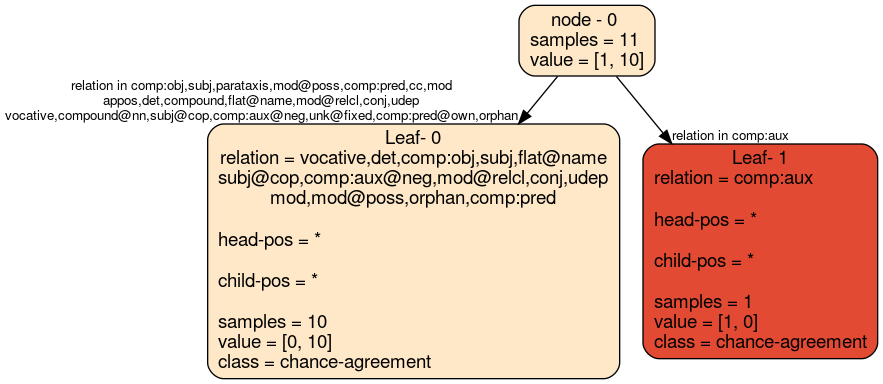 node - 0
samples = 11
value = [1, 10]
relation in comp:obj,subj,parataxis,mod@poss,comp:pred,cc,mod
appos,det,compound,flat@name,mod@relcl,conj,udep
vocative,compound@nn,subj@cop,comp:aux@neg,unk@fixed,comp:pred@own,orphan
relation in comp:aux
Leaf- 0
relation = vocative,det,comp:obj,subj,flat@name
subj@cop,comp:aux@neg,mod@relcl,conj,udep
mod,mod@poss,orphan,comp:pred
head-pos = *
child-pos = *
samples = 10
value = [0, 10]
class = chance-agreement
Leaf- 1
relation = comp:aux
head-pos = *
child-pos = *
samples = 1
value = [1, 0]
class = chance-agreement